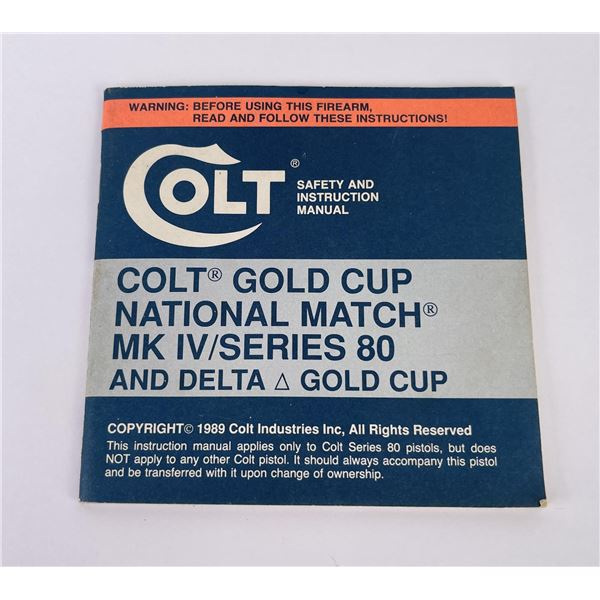 WARNING: BEFORE USING THIS FIREARM,
READ AND FOLLOW THESE INSTRUCTIONS!
COLT®
SAFETY AND
INSTRUCTION
MANUAL
COLT® GOLD CUP
NATIONAL MATCH®
MK IV/SERIES 80
AND DELTA △ GOLD CUP
COPYRIGHT© 1989 Colt Industries Inc, All Rights Reserved
This instruction manual applies only to Colt Series 80 pistols, but does
NOT apply to any other Colt pistol. It should always accompany this pistol
and be transferred with it upon change of ownership.